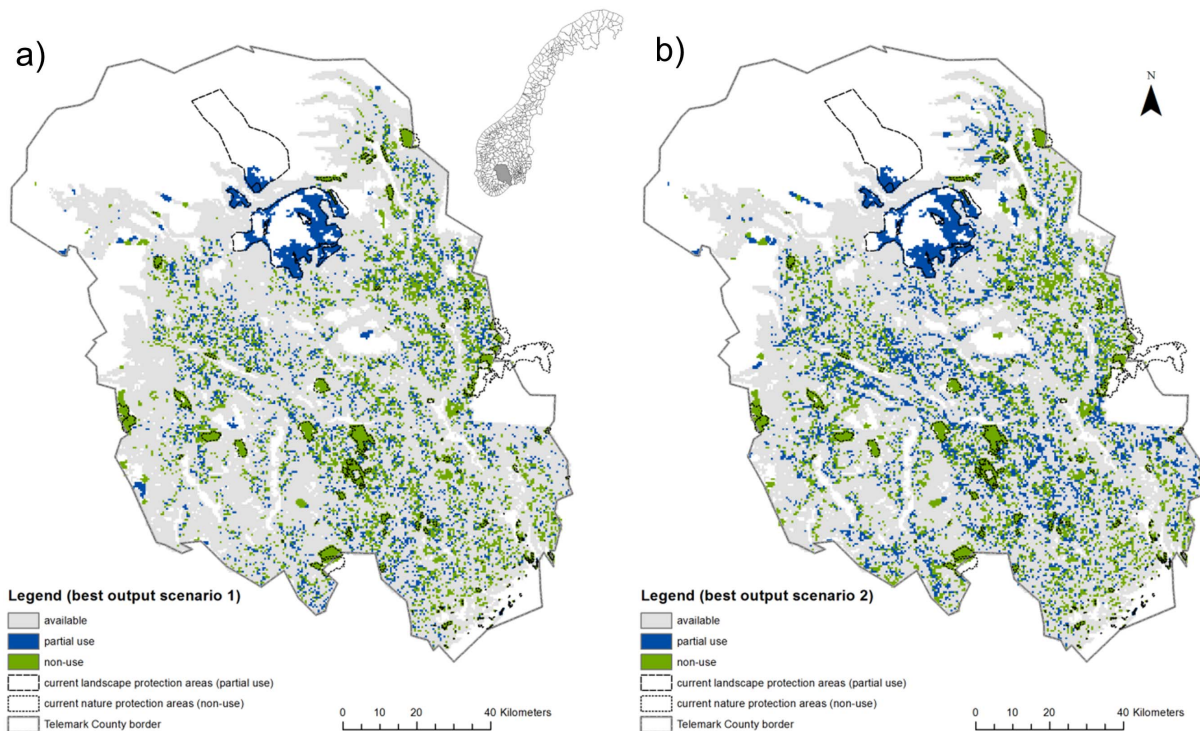 a)
b)
N
Legend (best output scenario 1)
available
partial use
non-use
current landscape protection areas (partial use)
current nature protection areas (non-use)
Telemark County border
0 10 20 40 Kilometers
Legend (best output scenario 2)
available
partial use
non-use
current landscape protection areas (partial use)
current nature protection areas (non-use)
Telemark County border
0 10 20 40 Kilometers